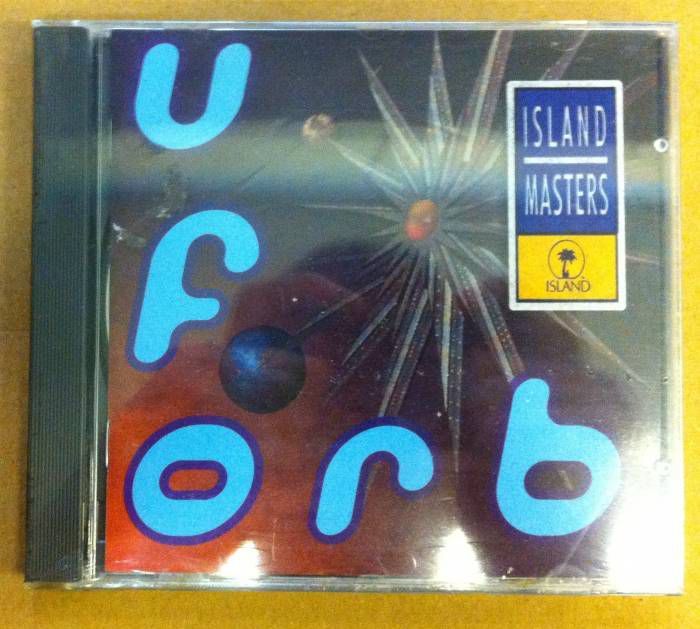 U
F
Orb
ISLAND
MASTERS
ISLAND